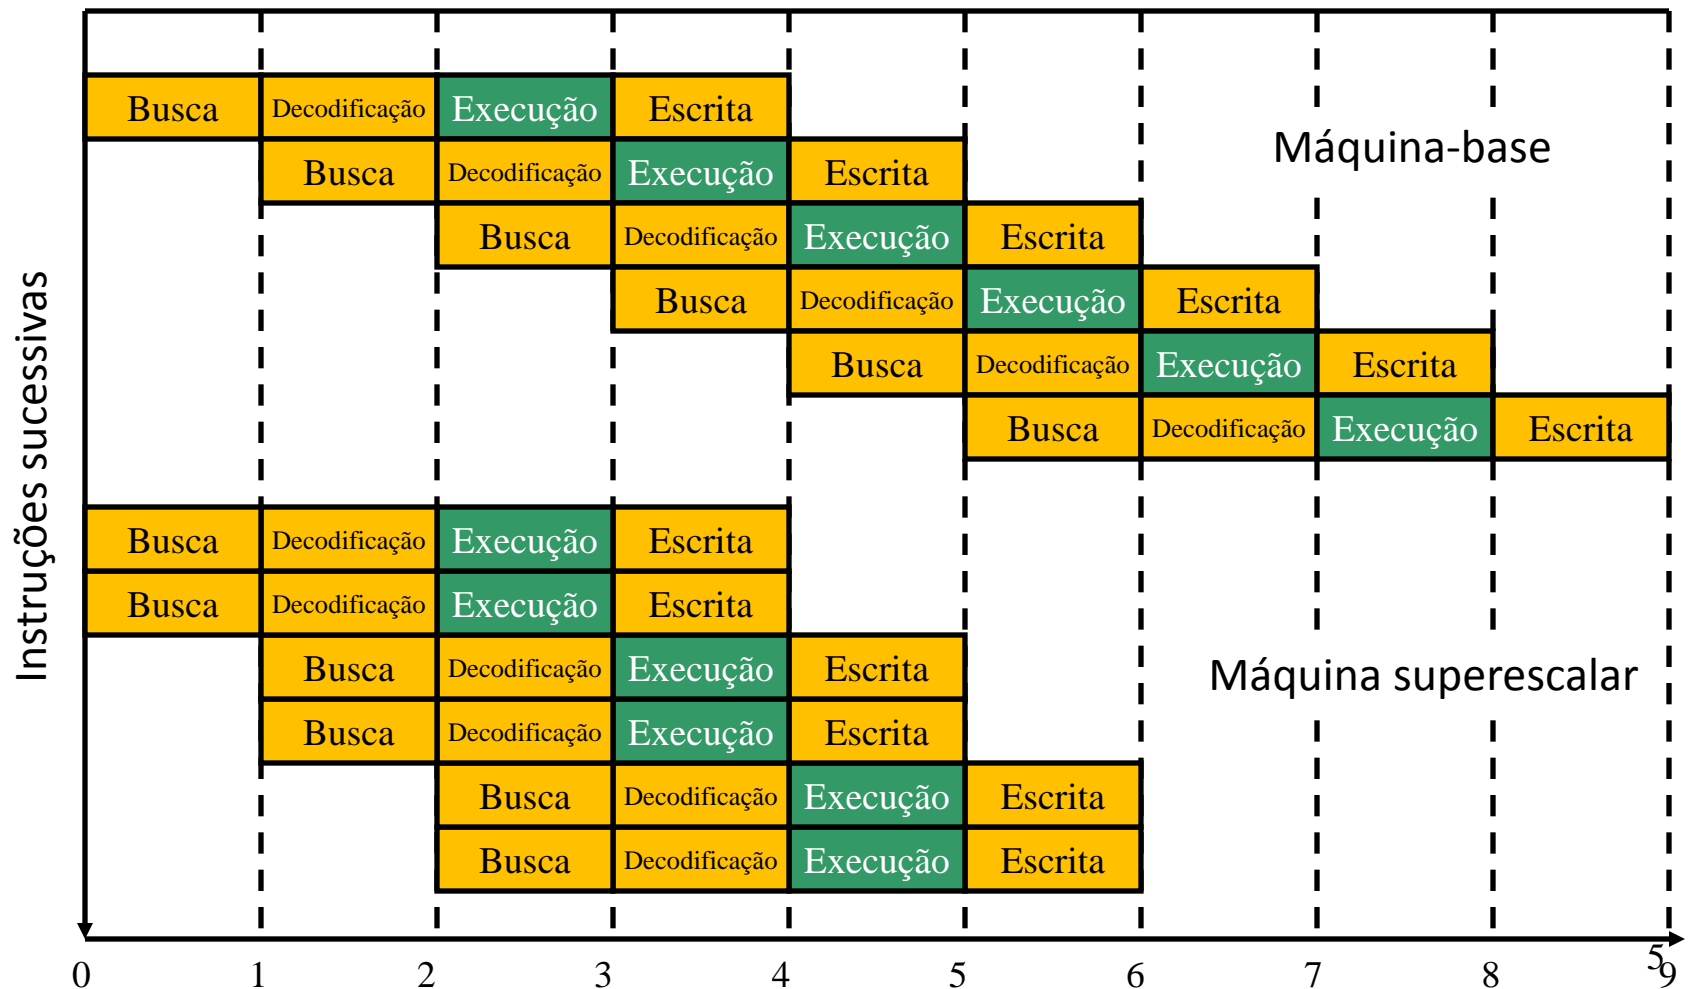 Busca Decodificação Execução Escrita
Máquina-base
Busca Decodificação Execução Escrita
Busca Decodificação Execução Escrita
Busca Decodificação Execução Escrita
Busca Decodificação Execução Escrita
Busca Decodificação Execução Escrita
Instruções sucessivas
Busca Decodificação Execução Escrita
Busca Decodificação Execução Escrita
Busca Decodificação Execução Escrita
Máquina superescalar
Busca Decodificação Execução Escrita
Busca Decodificação Execução Escrita
Busca Decodificação Execução Escrita
0 1 2 3 4 5 6 7 8 9
5